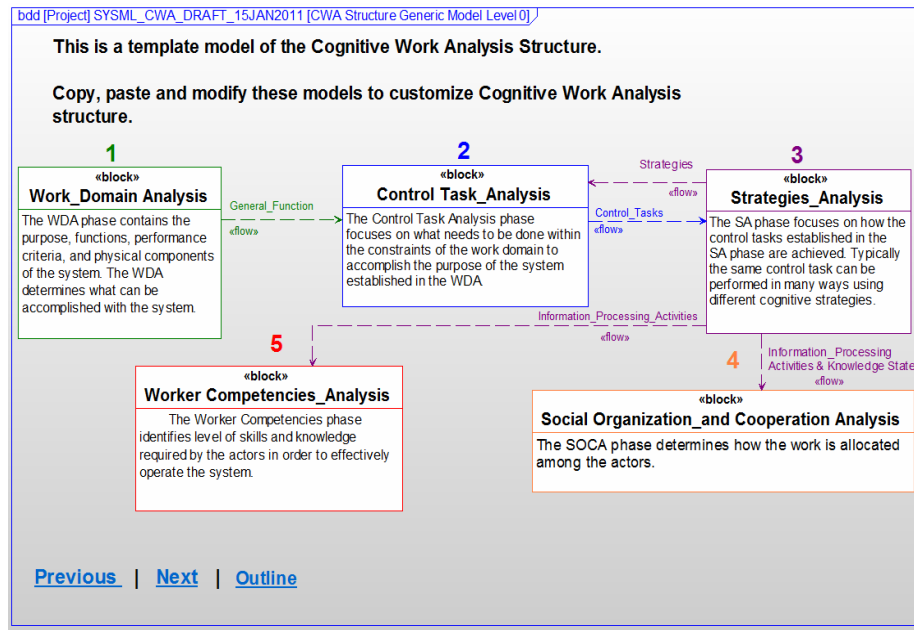 bdd [Project] SYSML_CWA_DRAFT_15JAN2011 [CWA Structure Generic Model Level 0]
This is a template model of the Cognitive Work Analysis Structure.
Copy, paste and modify these models to customize Cognitive Work Analysis
structure.
1
«block»
Work_Domain Analysis
The WDA phase contains the
purpose, functions, performance
criteria, and physical components
of the system. The WDA
determines what can be
accomplished with the system.
General_Function
«flow»
2
«block»
Control Task_Analysis
The Control Task Analysis phase
focuses on what needs to be done within
the constraints of the work domain to
accomplish the purpose of the system
established in the WDA
Strategies
«flow»
Control_Tasks
«flow»
3
«block»
Strategies_Analysis
The SA phase focuses on how the
control tasks established in the
SA phase are achieved. Typically
the same control task can be
performed in many ways using
different cognitive strategies.
Information_Processing_Activities
«flow»
5
«block»
Worker Competencies_Analysis
The Worker Competencies phase
identifies level of skills and knowledge
required by the actors in order to effectively
operate the system.
4
Information_Processing
Activities & Knowledge State
«flow»
«block»
Social Organization_and Cooperation Analysis
The SOCA phase determines how the work is allocated
among the actors.
Previous | Next | Outline